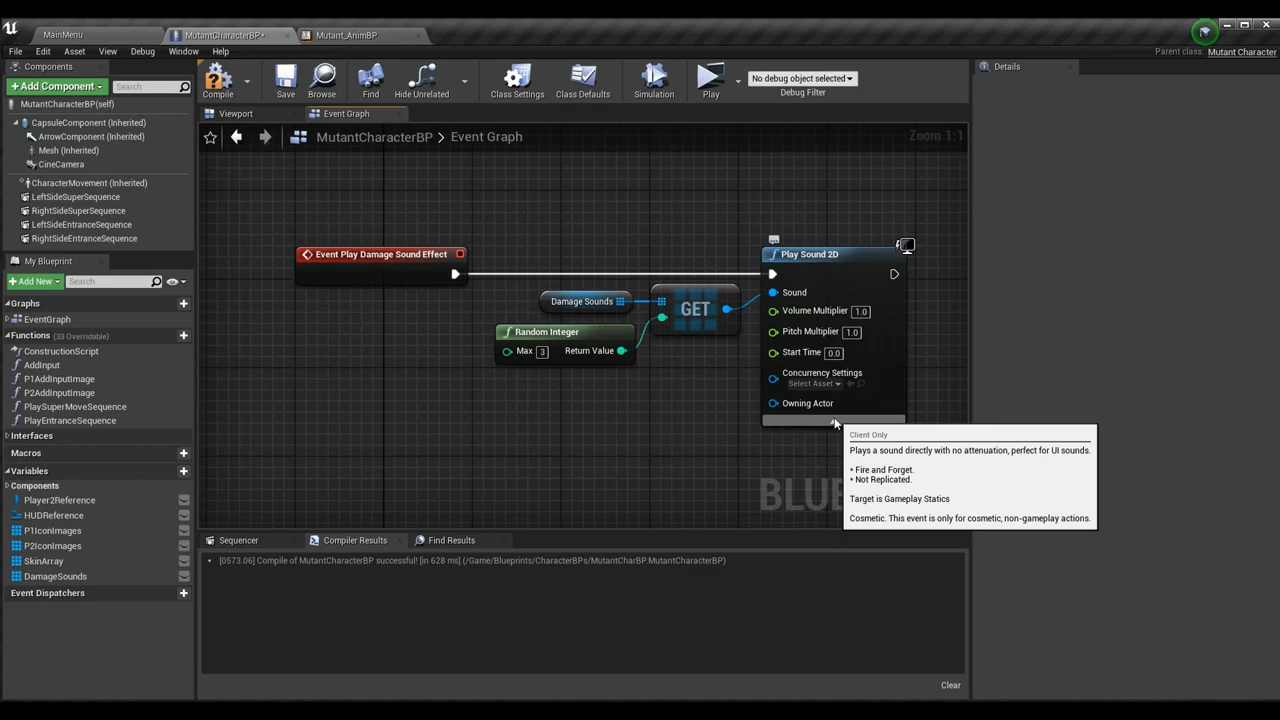 MainMenu
MutantCharacterBP*
Mutant_AnimBP
File Edit Asset View Debug Window Help
Parent class: Mutant Character
Components
+ Add Component
Search
MutantCharacterBP(self)
CapsuleComponent (Inherited)
ArrowComponent (Inherited)
Mesh (Inherited)
CineCamera
CharacterMovement (Inherited)
LeftSideSuperSequence
RightSideSuperSequence
LeftSideEntranceSequence
RightSideEntranceSequence
My Blueprint
+ Add New
Search
Graphs
EventGraph
Functions (33 Overridable)
ConstructionScript
AddInput
P1AddInputImage
P2AddInputImage
PlaySuperMoveSequence
PlayEntranceSequence
Interfaces
Macros
Variables
Components
Player2Reference
HUDReference
P1IconImages
P2IconImages
SkinArray
DamageSounds
Event Dispatchers
Compile
Save
Browse
Find
Hide Unrelated
Class Settings
Class Defaults
Simulation
Play
No debug object selected
Debug Filter
Viewport
Event Graph
MutantCharacterBP > Event Graph
Zoom 1:1
Event Play Damage Sound Effect
Damage Sounds
Random Integer
Max 3 Return Value
GET
Play Sound 2D
Sound
Volume Multiplier 1.0
Pitch Multiplier 1.0
Start Time 0.0
Concurrency Settings
Select Asset
Owning Actor
Client Only
Plays a sound directly with no attenuation, perfect for UI sounds.
* Fire and Forget.
* Not Replicated.
Target is Gameplay Statics
Cosmetic. This event is only for cosmetic, non-gameplay actions.
Details
Sequencer
Compiler Results
Find Results
[0573.06] Compile of MutantCharacterBP successful! [in 628 ms] (/Game/Blueprints/CharacterBPs/MutantCharBP.MutantCharacterBP)
Clear